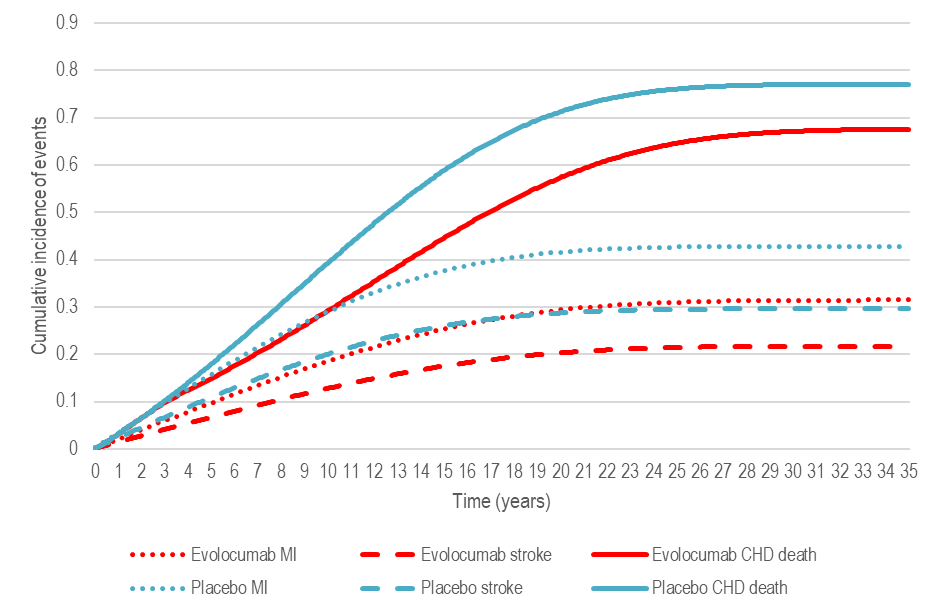 Cumulative incidence of events
0.9
0.8
0.7
0.6
0.5
0.4
0.3
0.2
0.1
0
0 1 2 3 4 5 6 7 8 9 10 11 12 13 14 15 16 17 18 19 20 21 22 23 24 25 26 27 28 29 30 31 32 33 34 35
Time (years)
Evolocumab MI Evolocumab stroke Evolocumab CHD death
Placebo MI Placebo stroke Placebo CHD death